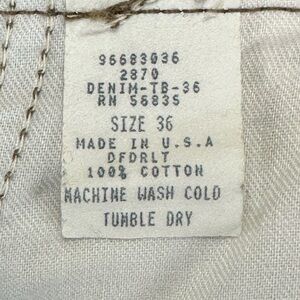 96683036
2870
DENIM-TB-36
RN 56835
SIZE 36
MADE IN U.S.A
DFDRLT
100% COTTON
MACHINE WASH COLD
TUMBLE DRY